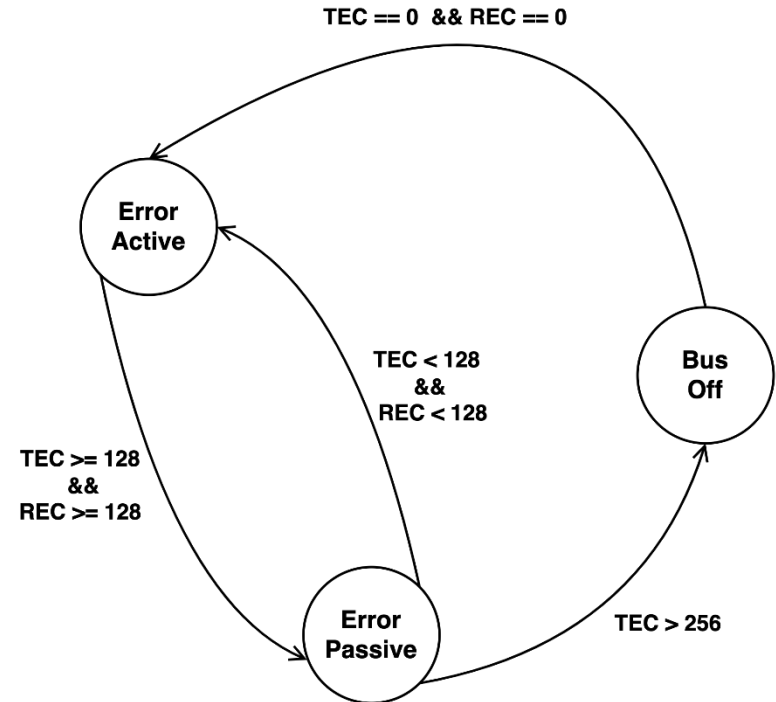 TEC == 0 && REC == 0
Error
Active
Bus
Off
TEC < 128
&&
REC < 128
TEC >= 128
&&
REC >= 128
Error
Passive
TEC > 256